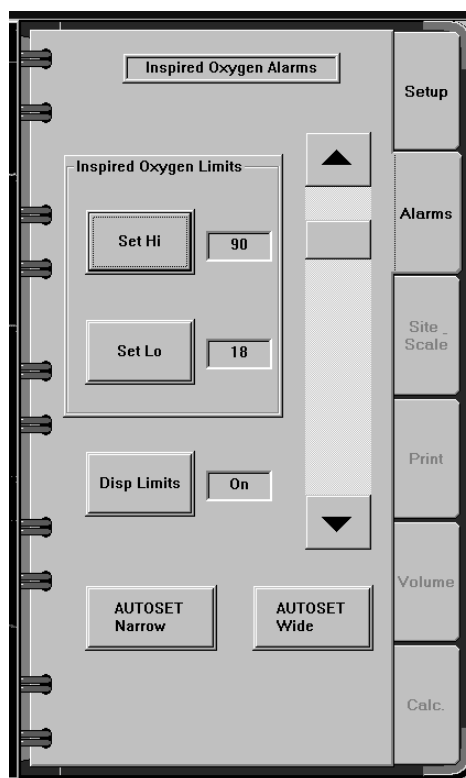 Inspired Oxygen Alarms
Setup
Inspired Oxygen Limits
Alarms
Set Hi
90
Site _
Scale
Set Lo
18
Print
Disp Limits
On
Volume
AUTOSET
Narrow
AUTOSET
Wide
Calc.